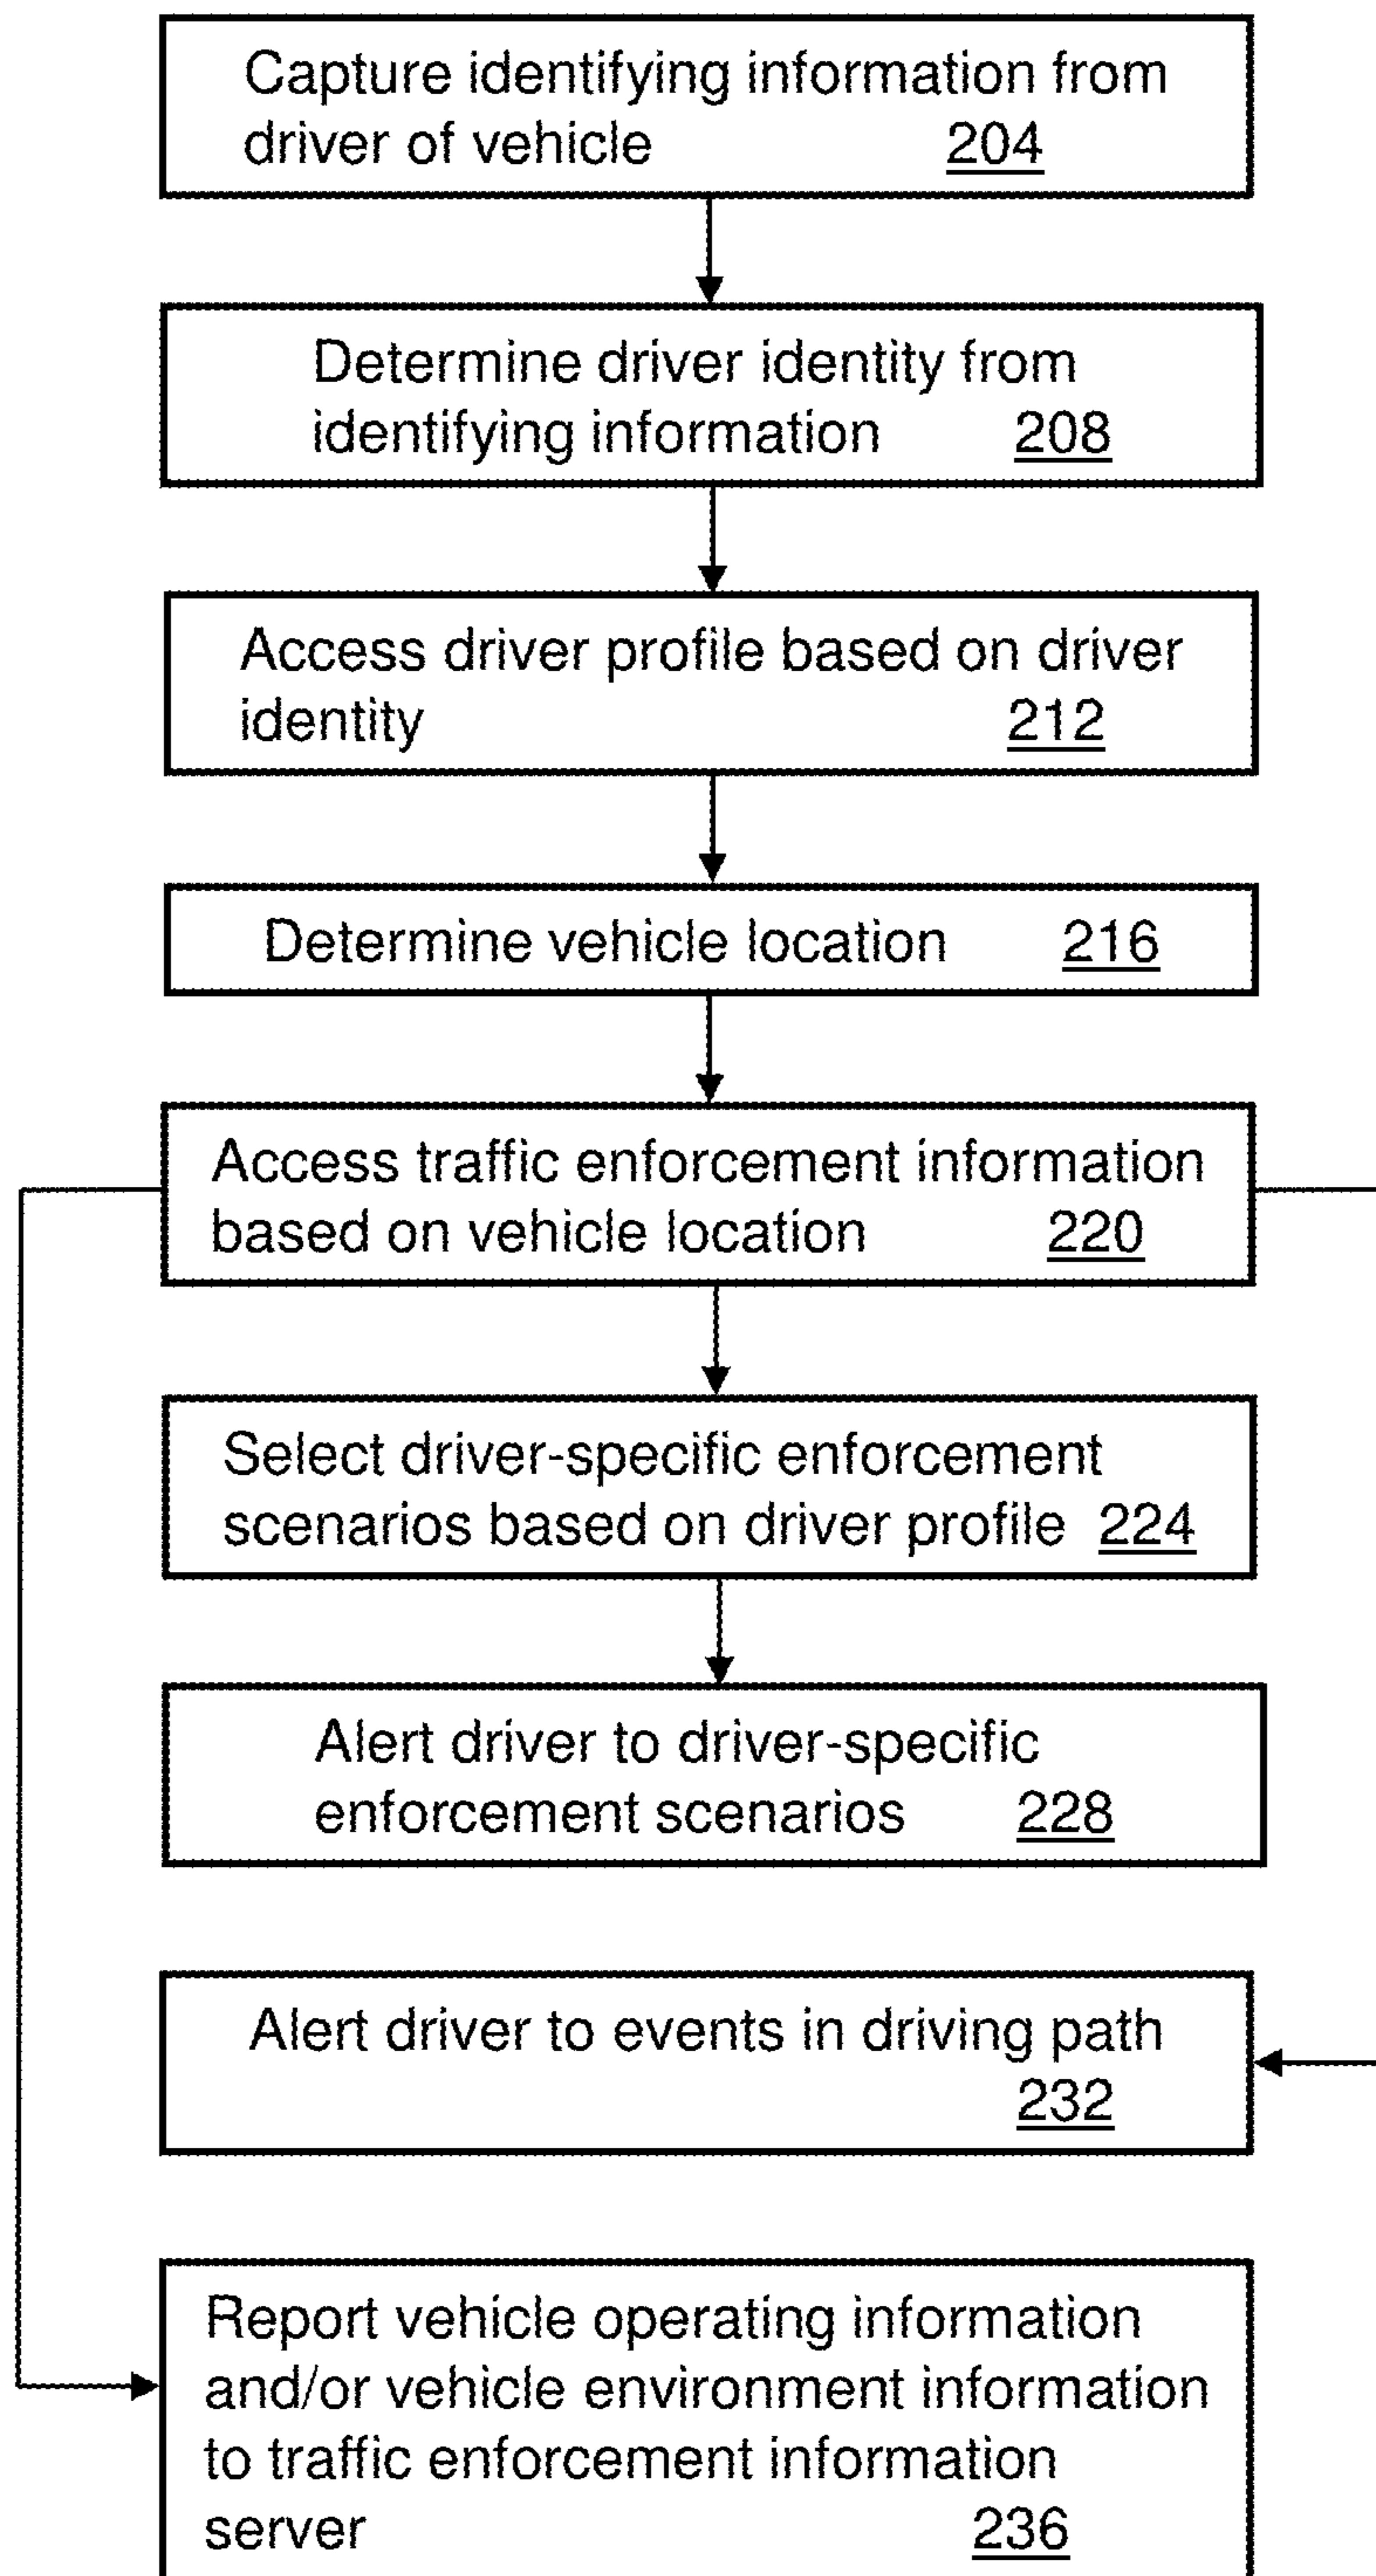 Capture identifying information from
driver of vehicle 204
Determine driver identity from
identifying information 208
Access driver profile based on driver
identity 212
Determine vehicle location 216
Access traffic enforcement information
based on vehicle location 220
Select driver-specific enforcement
scenarios based on driver profile 224
Alert driver to driver-specific
enforcement scenarios 228
Alert driver to events in driving path
232
Report vehicle operating information
and/or vehicle environment information
to traffic enforcement information
server 236